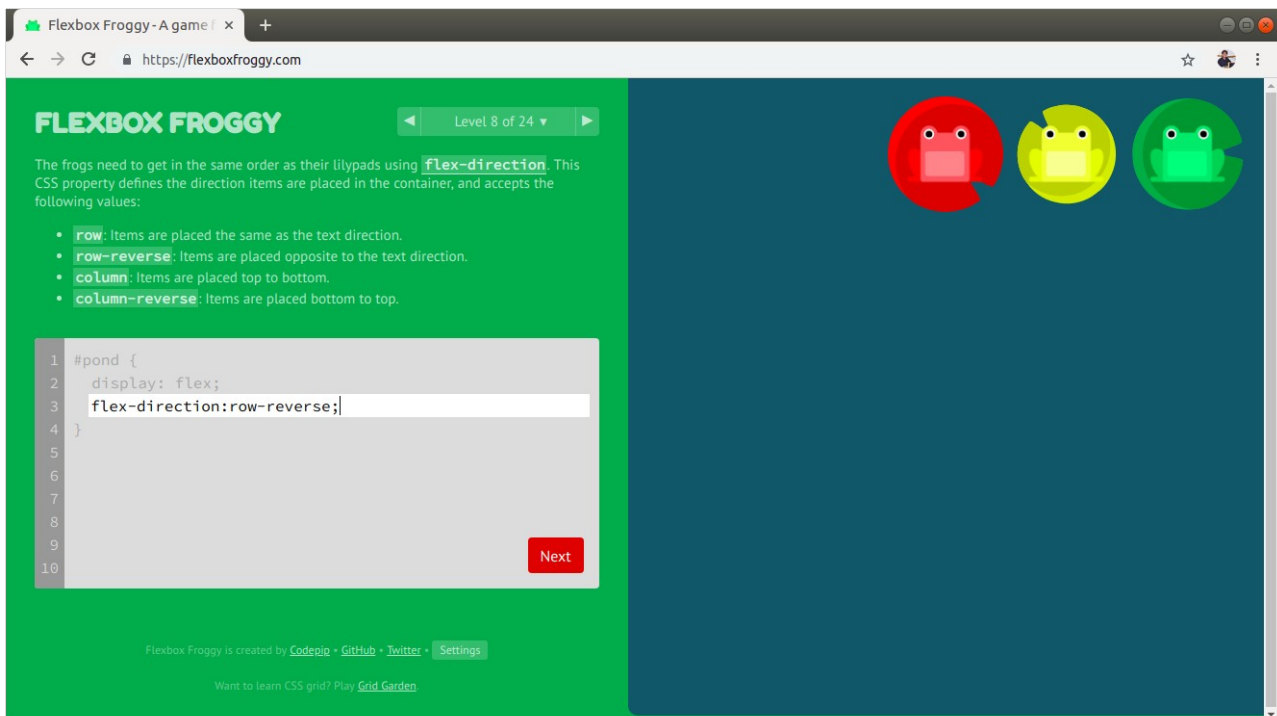 Flexbox Froggy - A game f
https://flexboxfroggy.com
FLEXBOX FROGGY
Level 8 of 24 ▼
The frogs need to get in the same order as their lilypads using flex-direction. This
CSS property defines the direction items are placed in the container, and accepts the
following values:
• row: Items are placed the same as the text direction.
• row-reverse: Items are placed opposite to the text direction.
• column: Items are placed top to bottom.
• column-reverse: Items are placed bottom to top.
1 #pond {
2 display: flex;
3 flex-direction:row-reverse;
4 }
5
6
7
8
9
10
Next
Flexbox Froggy is created by Codepip • GitHub • Twitter • Settings
Want to learn CSS grid? Play Grid Garden.